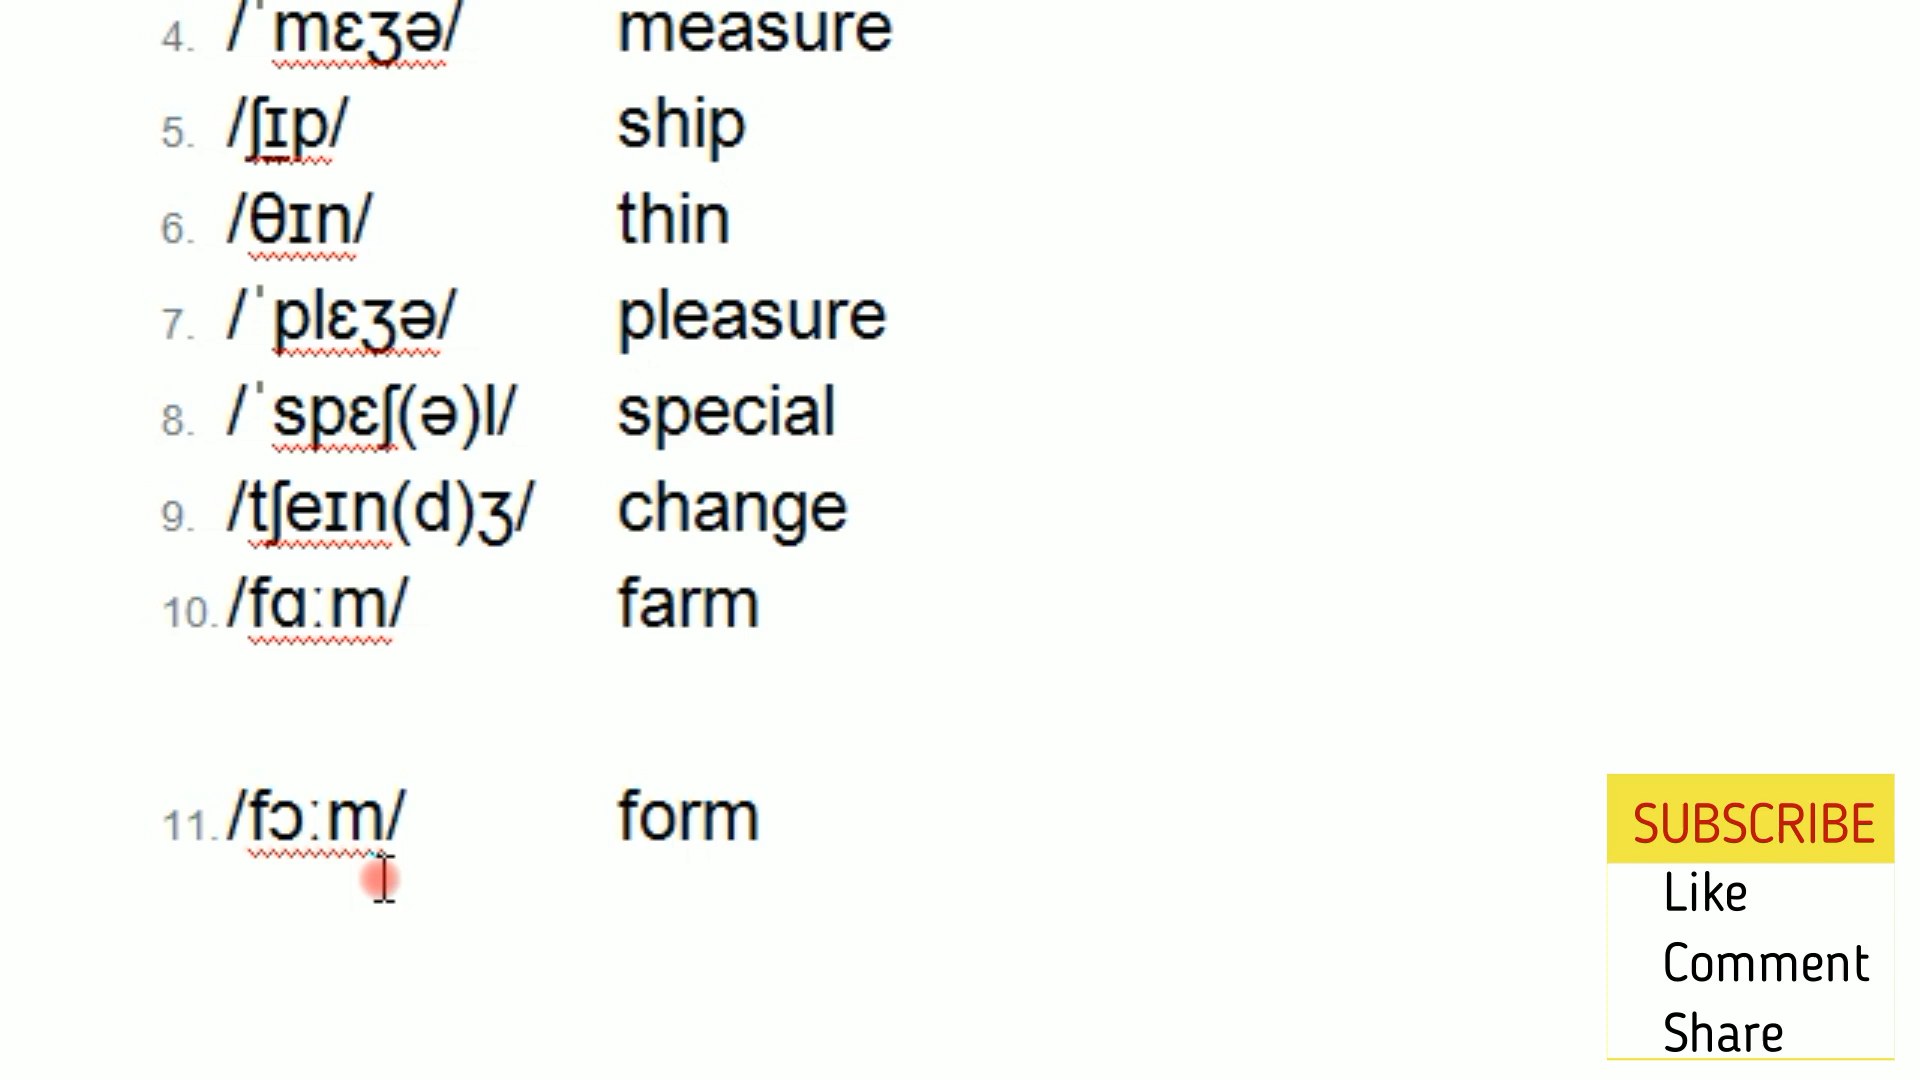 4. /ˈmɛʒə/ measure
5. /ʃɪp/ ship
6. /θɪn/ thin
7. /ˈplɛʒə/ pleasure
8. /ˈspɛʃ(ə)l/ special
9. /tʃeɪn(d)ʒ/ change
10. /fɑːm/ farm
11. /fɔːm/ form
SUBSCRIBE
Like
Comment
Share